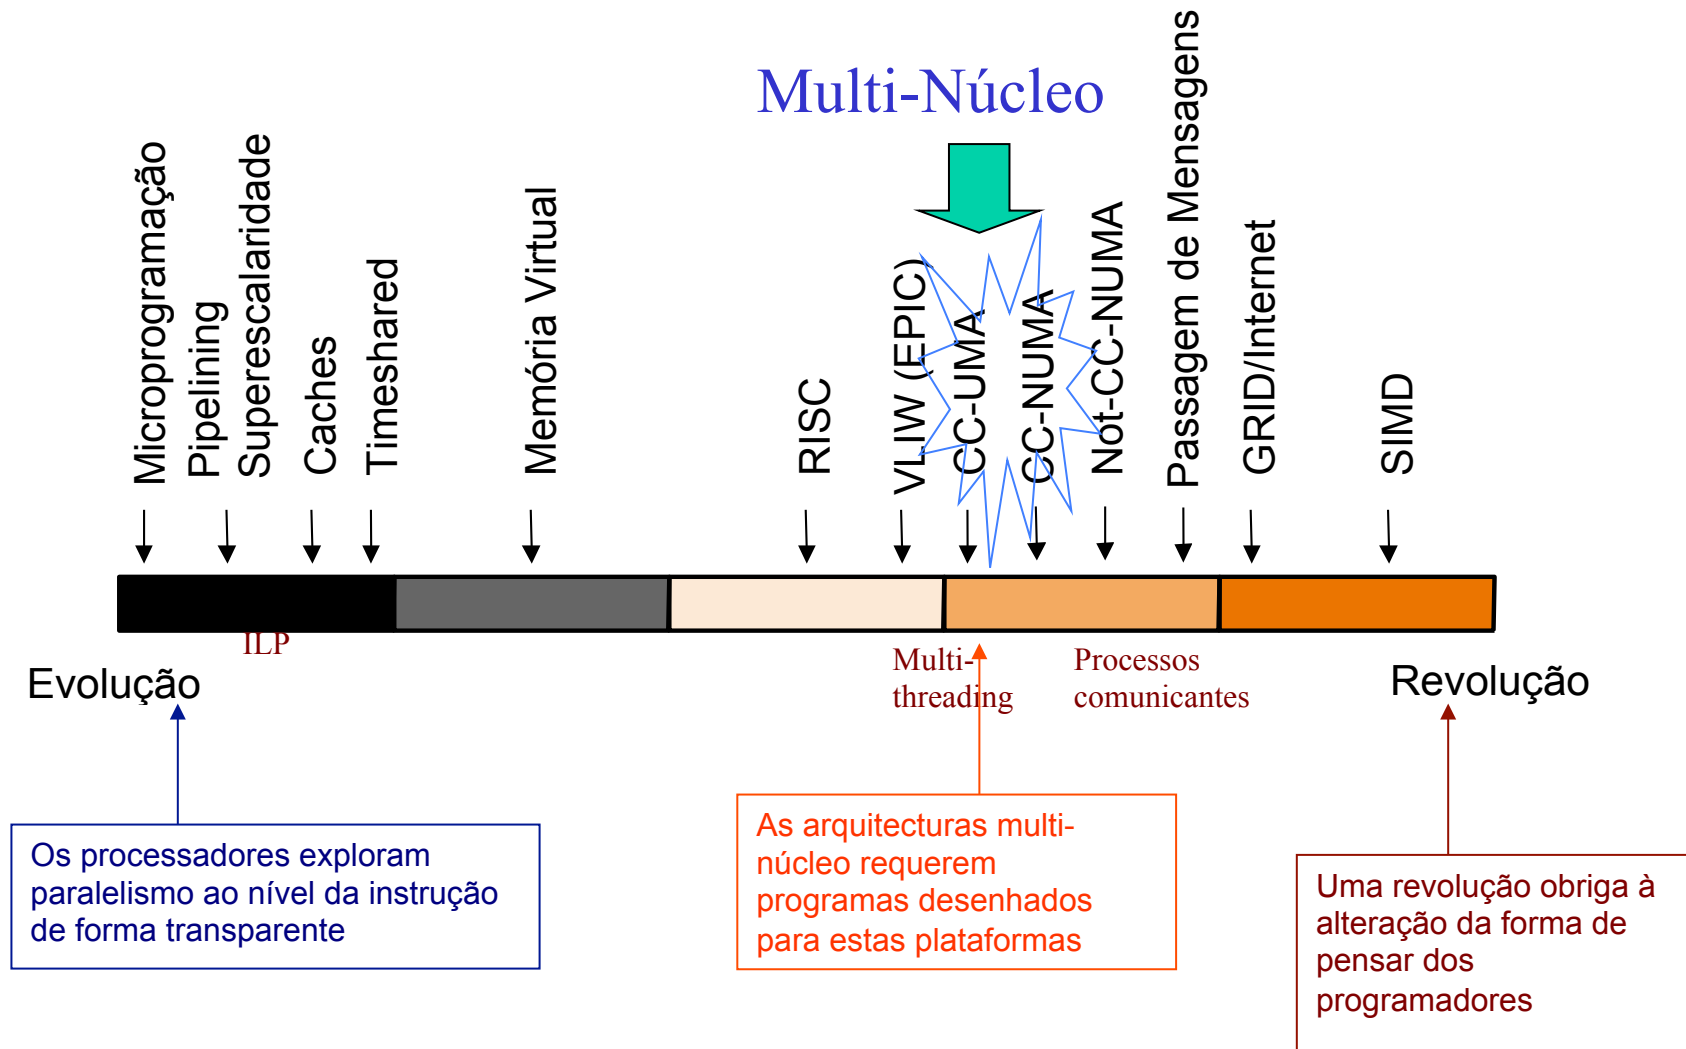 Multi-Núcleo
Microprogramação
Pipelining
Superescalaridade
Caches
Timeshared
Memória Virtual
RISC
VLIW (EPIC)
CC-UMA
CC-NUMA
Not-CC-NUMA
Passagem de Mensagens
GRID/Internet
SIMD
ILP
Multi-
threading
Processos
comunicantes
Evolução
Revolução
Os processadores exploram
paralelismo ao nível da instrução
de forma transparente
As arquitecturas multi-
núcleo requerem
programas desenhados
para estas plataformas
Uma revolução obriga à
alteração da forma de
pensar dos
programadores